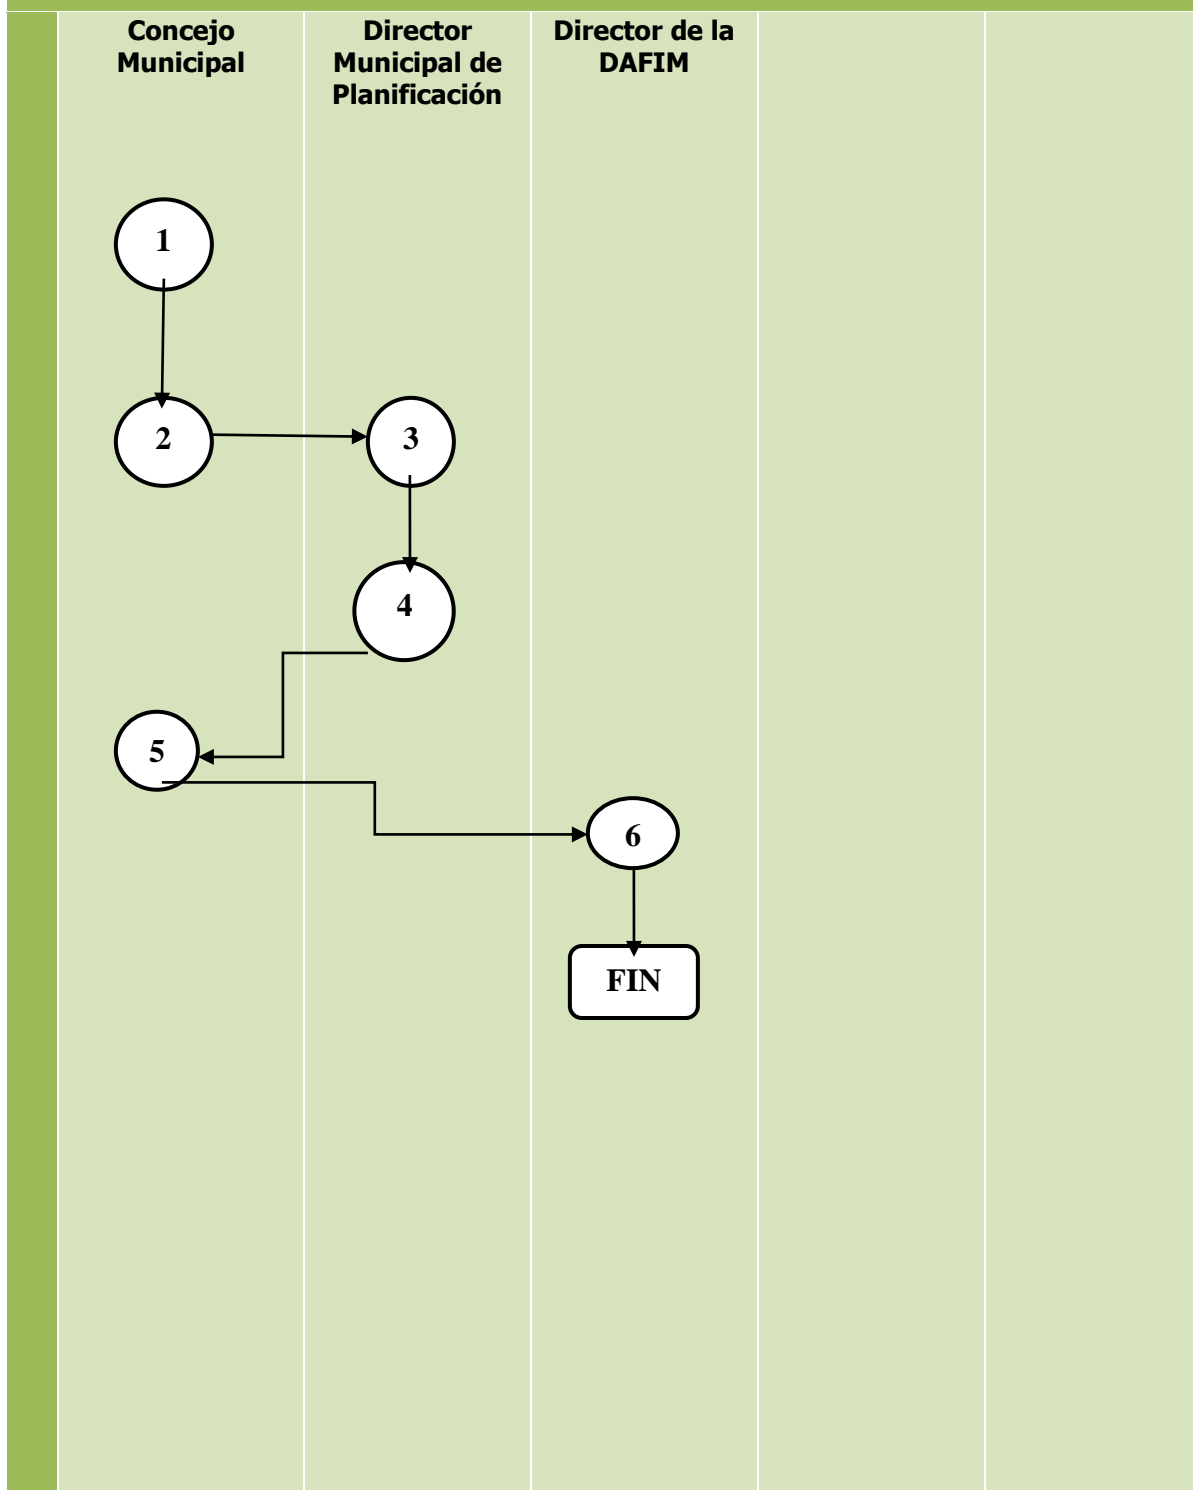 Concejo
Municipal
Director
Municipal de
Planificación
Director de la
DAFIM
1
2
3
4
5
6
FIN